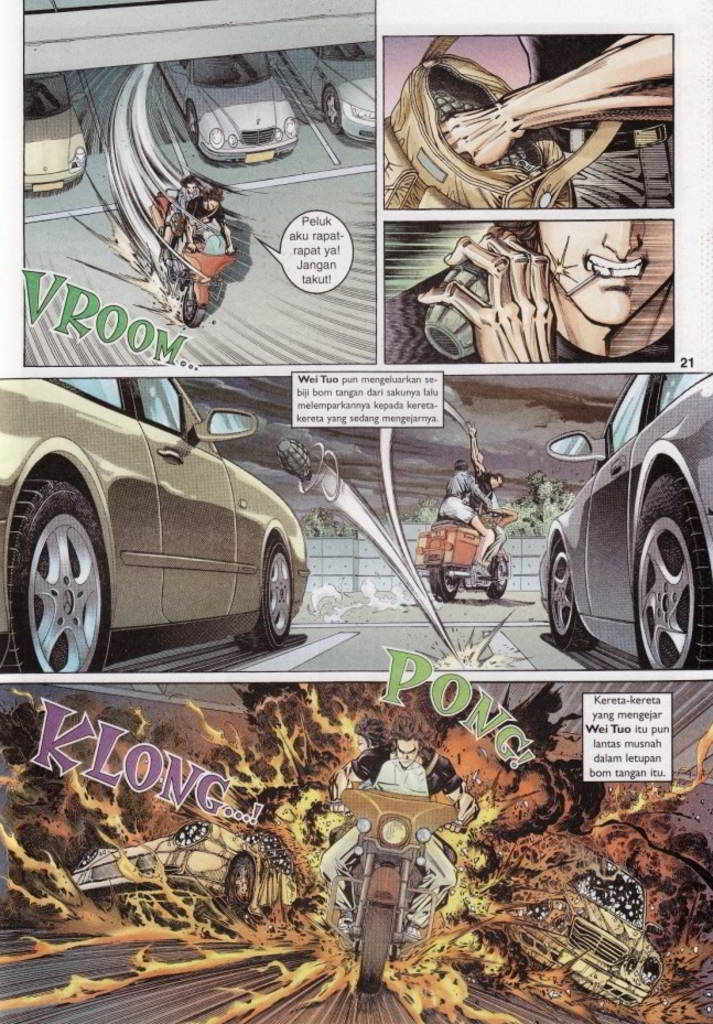 Peluk
aku rapat-
rapat ya!
Jangan
takut!
VROOM...
21
Wei Tuo pun mengeluarkan se-
biji bom tangan dari sakunya lalu
melemparkannya kepada kereta-
kereta yang sedang mengejarnya.
PONG!
KLONG...!
Kereta-kereta
yang mengejar
Wei Tuo itu pun
lantas musnah
dalam letupan
bom tangan itu.